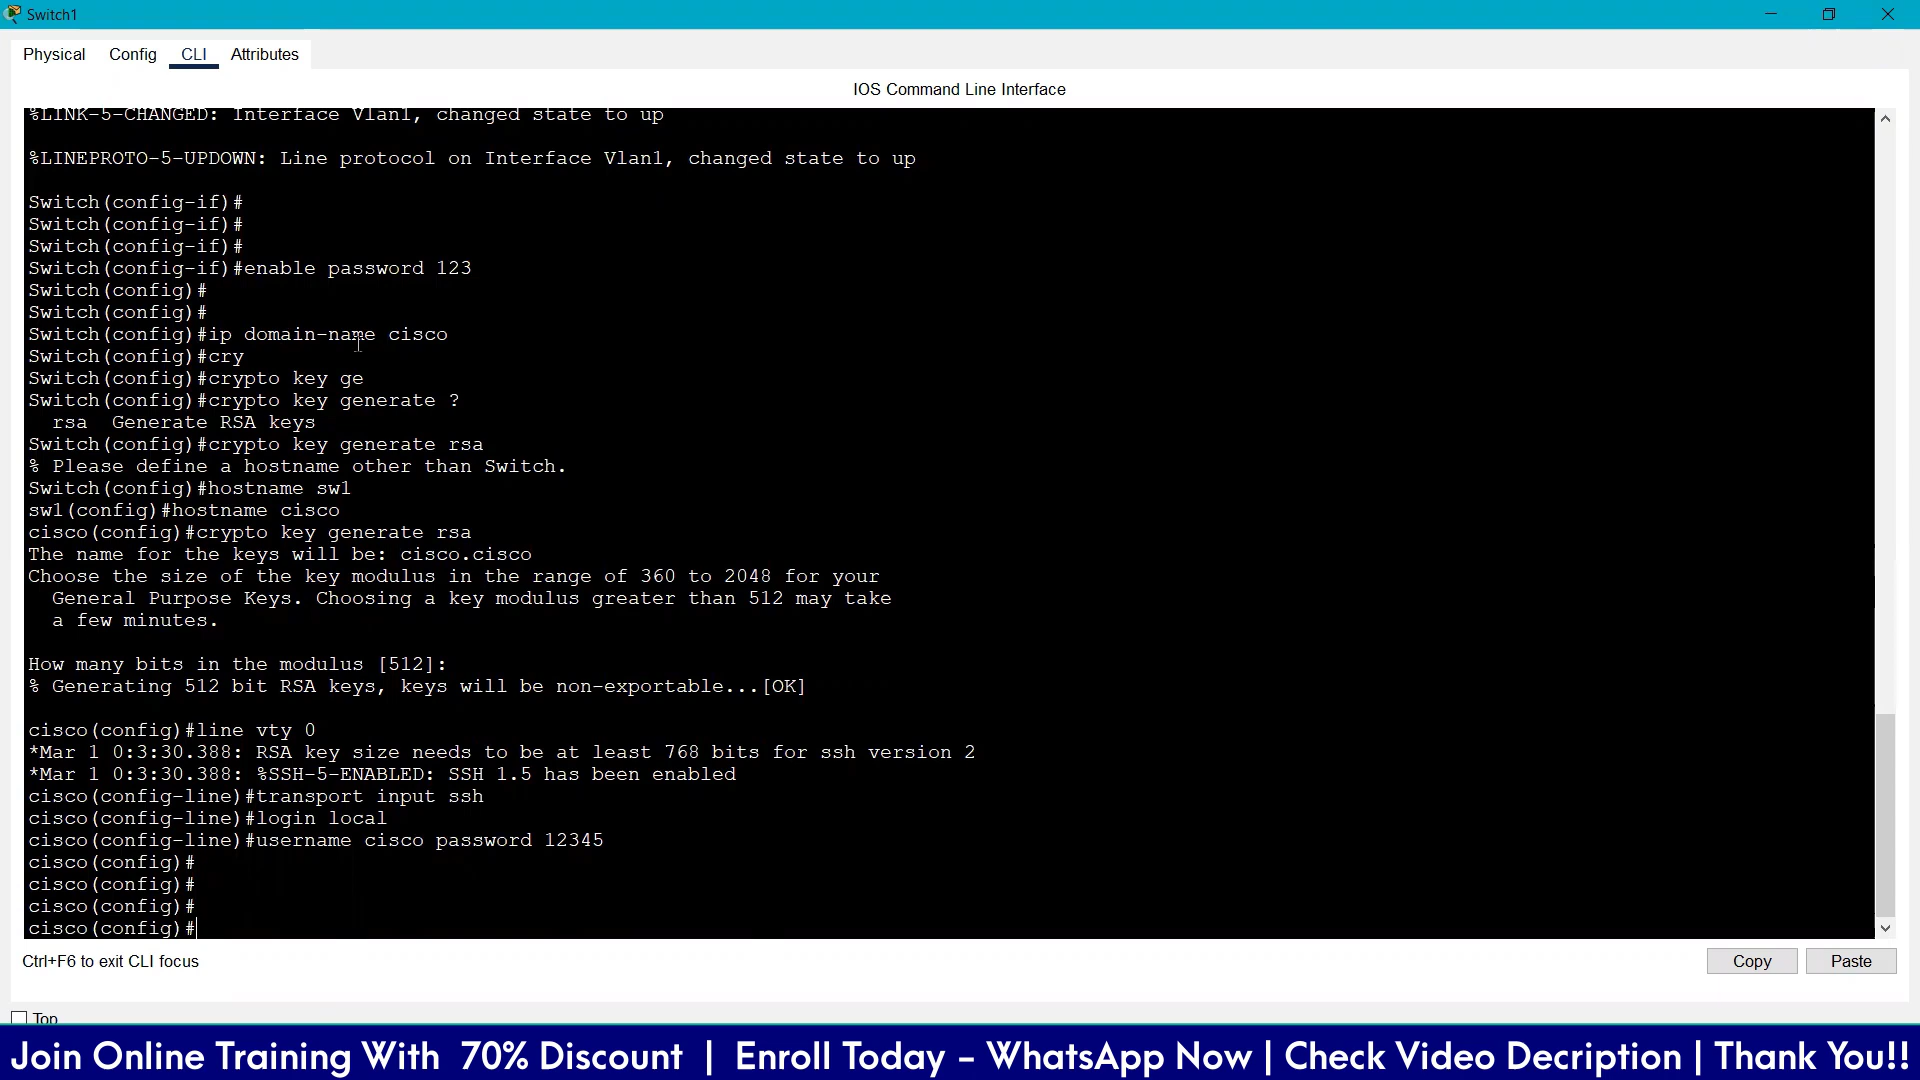 Switch1
Physical Config CLI Attributes
IOS Command Line Interface
%LINK-5-CHANGED: Interface Vlan1, changed state to up
%LINEPROTO-5-UPDOWN: Line protocol on Interface Vlan1, changed state to up
Switch(config-if)#
Switch(config-if)#
Switch(config-if)#
Switch(config-if)#enable password 123
Switch(config)#
Switch(config)#
Switch(config)#ip domain-name cisco
Switch(config)#cry
Switch(config)#crypto key ge
Switch(config)#crypto key generate ?
rsa Generate RSA keys
Switch(config)#crypto key generate rsa
% Please define a hostname other than Switch.
Switch(config)#hostname sw1
sw1(config)#hostname cisco
cisco(config)#crypto key generate rsa
The name for the keys will be: cisco.cisco
Choose the size of the key modulus in the range of 360 to 2048 for your
General Purpose Keys. Choosing a key modulus greater than 512 may take
a few minutes.
How many bits in the modulus [512]:
% Generating 512 bit RSA keys, keys will be non-exportable...[OK]
cisco(config)#line vty 0
*Mar 1 0:3:30.388: RSA key size needs to be at least 768 bits for ssh version 2
*Mar 1 0:3:30.388: %SSH-5-ENABLED: SSH 1.5 has been enabled
cisco(config-line)#transport input ssh
cisco(config-line)#login local
cisco(config-line)#username cisco password 12345
cisco(config)#
cisco(config)#
cisco(config)#
cisco(config)#
Ctrl+F6 to exit CLI focus
Copy Paste
Top
Join Online Training With 70% Discount | Enroll Today - WhatsApp Now | Check Video Decription | Thank You!!